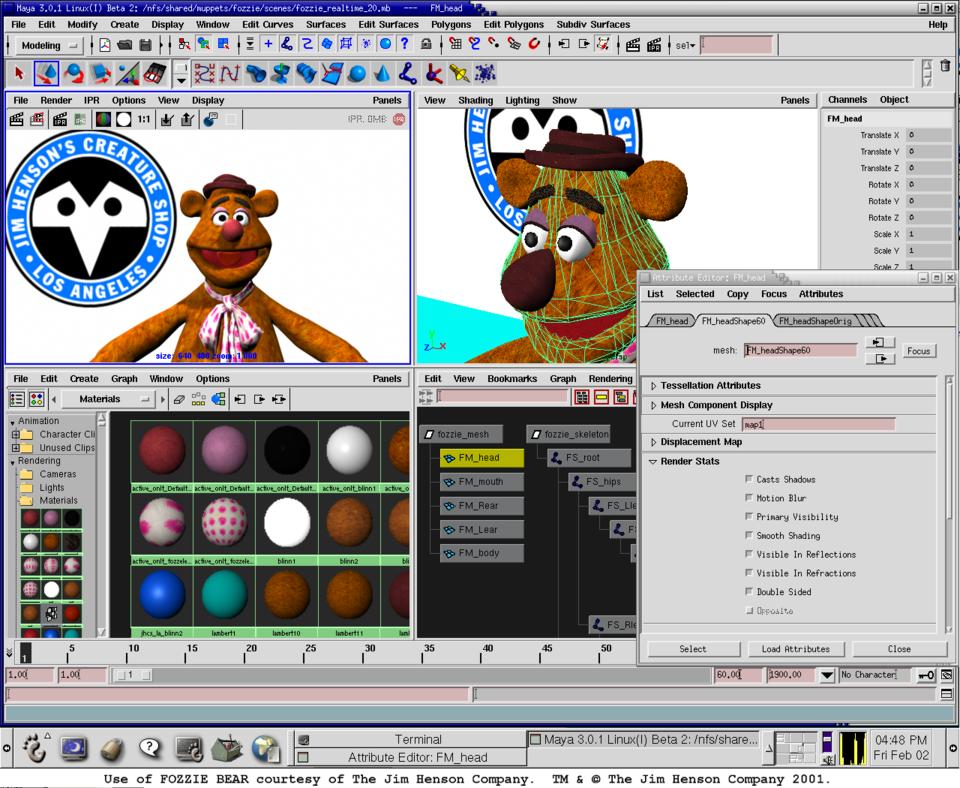 Maya 3.0.1 Linux(I) Beta 2: /nfs/shared/muppets/fozzie/scenes/fozzie_realtime_20.mb --- FM_head
File Edit Modify Create Display Window Edit Curves Surfaces Edit Surfaces Polygons Edit Polygons Subdiv Surfaces Help
Modeling sel
File Render IPR Options View Display Panels
1:1 IPR: 0MB IPR
JIM HENSON'S CREATURE SHOP
• LOS ANGELES •
size: 640 480 zoom: 1.000
View Shading Lighting Show Panels
Channels Object
FM_head
Translate X 0
Translate Y 0
Translate Z 0
Rotate X 0
Rotate Y 0
Rotate Z 0
Scale X 1
Scale Y 1
Scale Z 1
Attribute Editor: FM_head
List Selected Copy Focus Attributes
FM_head FM_headShape60 FM_headShapeOrig
mesh: FM_headShape60
Focus
Tessellation Attributes
Mesh Component Display
Current UV Set map1
Displacement Map
Render Stats
Casts Shadows
Motion Blur
Primary Visibility
Smooth Shading
Visible In Reflections
Visible In Refractions
Double Sided
Opposite
Select Load Attributes Close
File Edit Create Graph Window Options Panels
Materials
Animation
Character Cli
Unused Clips
Rendering
Cameras
Lights
Materials
active_onlt_Default... active_onlt_Default... active_onlt_Default... active_onlt_blinn1 active_o
active_onlt_fozzele... active_onlt_fozzele... blinn1 blinn2
jhcs_la_blinn2 lambert1 lambert10 lambert11
Edit View Bookmarks Graph Rendering
fozzie_mesh
FM_head
FM_mouth
FM_Rear
FM_Lear
FM_body
fozzie_skeleton
FS_root
FS_hips
FS_Lle
FS_Rle
1 5 10 15 20 25 30 35 40 45 50
1.00 1.00 1 60.00 1900.00 No Character
Terminal
Attribute Editor: FM_head
Maya 3.0.1 Linux(I) Beta 2: /nfs/share...
04:48 PM
Fri Feb 02
Use of FOZZIE BEAR courtesy of The Jim Henson Company. TM & © The Jim Henson Company 2001.